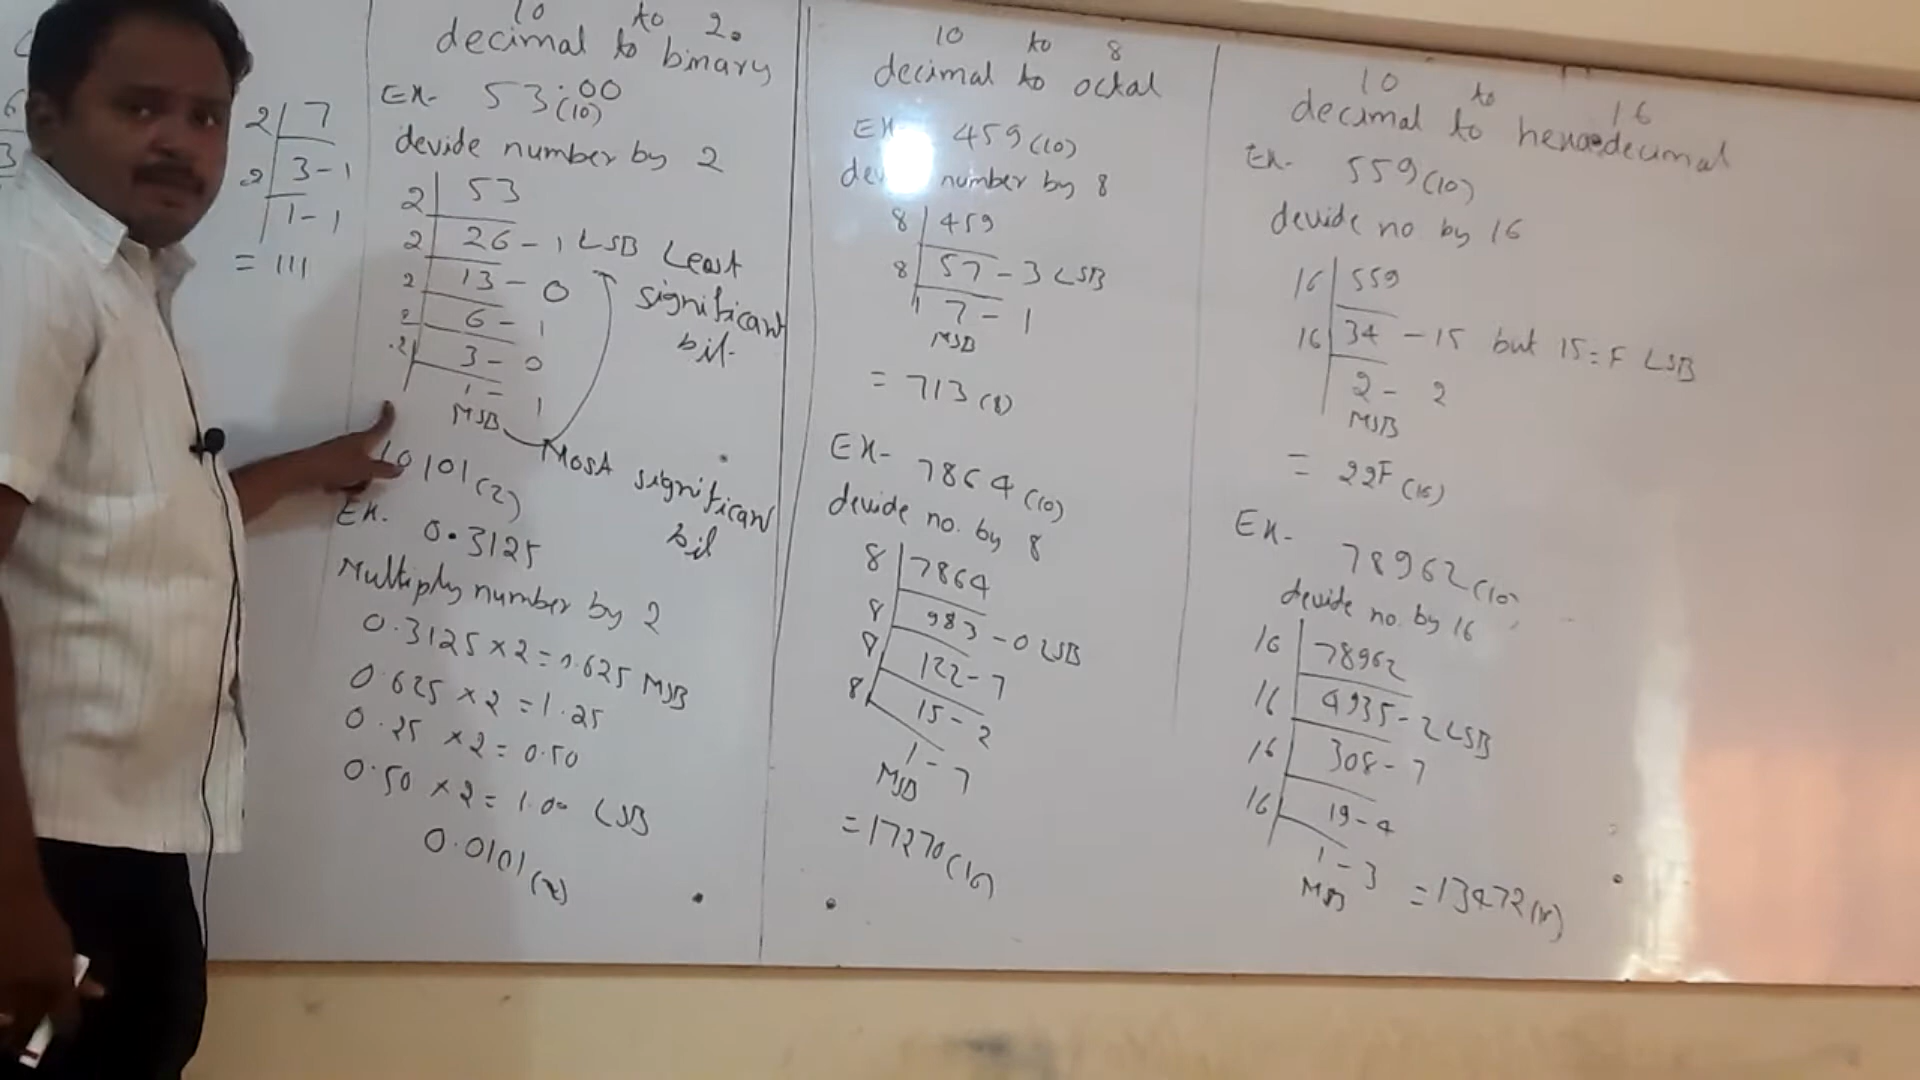 2 7
2 3 - 1
1 - 1
= 111
10 to 2
decimal to binary
Ex- 53.00(10)
devide number by 2
2 53
2 26 - 1 LSB Least
significant
bit-
2 13 - 0
2 6 - 1
2 3 - 0
1 - 1
MSB
Most significan
bit
10101(2)
Ex. 0.3125
Multiply number by 2
0.3125 × 2 = 0.625 MSB
0.625 × 2 = 1.25
0.25 × 2 = 0.50
0.50 × 2 = 1.00 LSB
0.0101(2)
10 to 8
decimal to octal
Ex 459(10)
number by 8
8 459
8 57 - 3 LSB
7 - 1
MSB
= 713(8)
Ex- 7864(10)
devide no. by 8
8 7864
8 983 - 0 LSB
8 122 - 7
8 15 - 2
1 - 7
MSB
= 17270(10)
10 to 16
decimal to hexadecimal
Ex- 559(10)
devide no by 16
16 559
16 34 - 15 but 15 = F LSB
2 - 2
MSB
= 22F(16)
Ex- 78962(10)
devide no. by 16
16 78962
16 4935 - 2 LSB
16 308 - 7
16 19 - 4
1 - 3
MSB
= 13472(16)